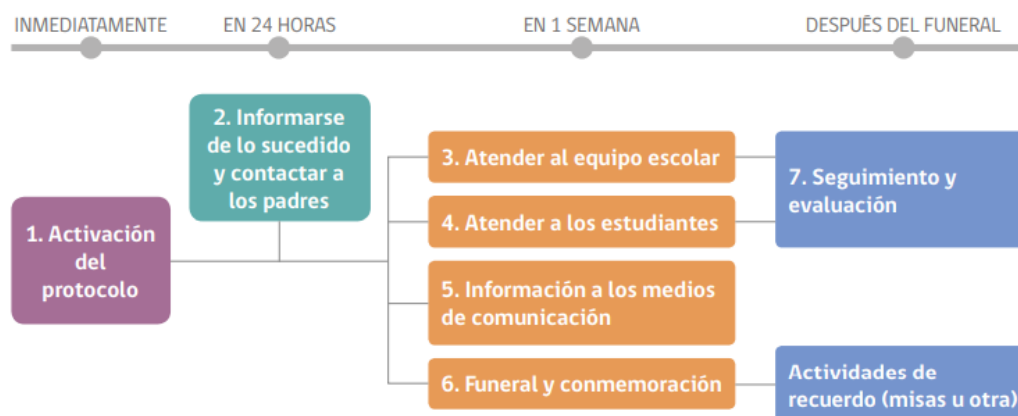 INMEDIATAMENTE
EN 24 HORAS
EN 1 SEMANA
DESPUÉS DEL FUNERAL
1. Activación
del
protocolo
2. Informarse
de lo sucedido
y contactar a
los padres
3. Atender al equipo escolar
4. Atender a los estudiantes
5. Información a los medios
de comunicación
6. Funeral y conmemoración
7. Seguimiento y
evaluación
Actividades de
recuerdo (misas u otra)